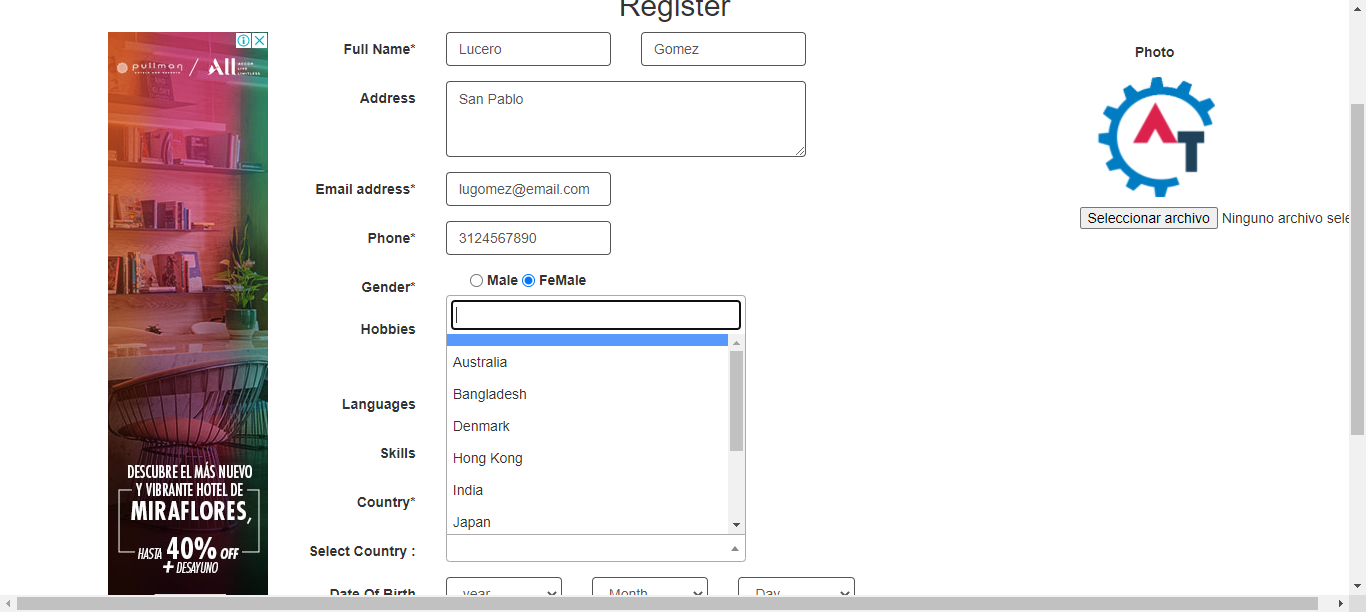 Register
pullman
ALL
DESCUBRE EL MÁS NUEVO
Y VIBRANTE HOTEL DE
MIRAFLORES,
HASTA 40% OFF
+ DESAYUNO
Full Name* Lucero Gomez
Address San Pablo
Email address* lugomez@email.com
Phone* 3124567890
Gender* Male FeMale
Hobbies
Languages
Skills
Country*
Select Country :
Australia
Bangladesh
Denmark
Hong Kong
India
Japan
Date Of Birth year Month Day
Photo
AT
Seleccionar archivo Ninguno archivo sele